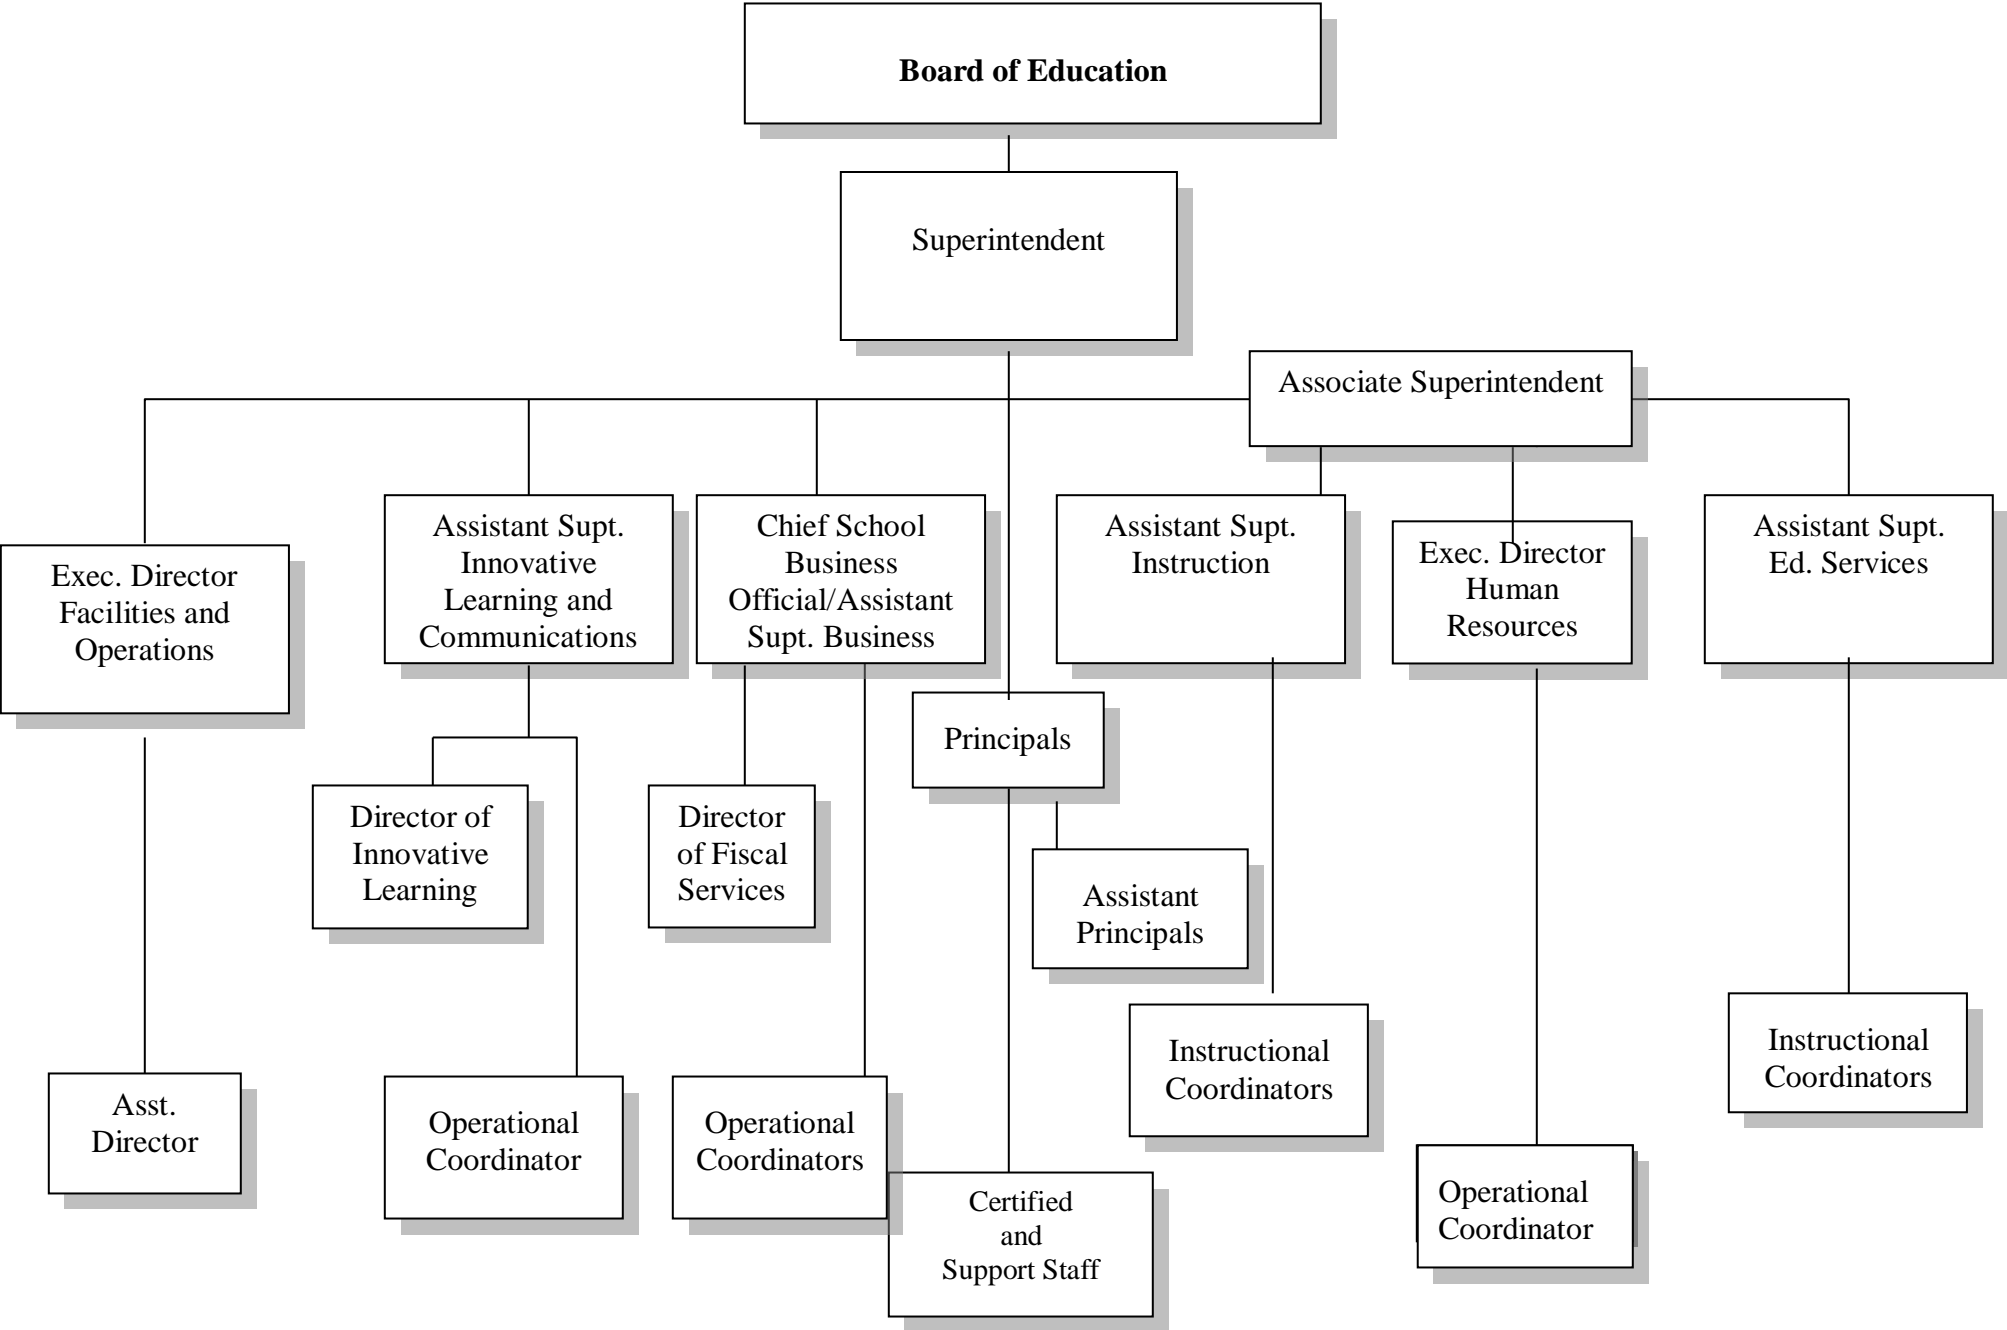 Board of Education
Superintendent
Associate Superintendent
Exec. Director
Facilities and
Operations
Assistant Supt.
Innovative
Learning and
Communications
Chief School
Business
Official/Assistant
Supt. Business
Assistant Supt.
Instruction
Exec. Director
Human
Resources
Assistant Supt.
Ed. Services
Principals
Director of
Innovative
Learning
Director
of Fiscal
Services
Assistant
Principals
Instructional
Coordinators
Instructional
Coordinators
Asst.
Director
Operational
Coordinator
Operational
Coordinators
Certified
and
Support Staff
Operational
Coordinator